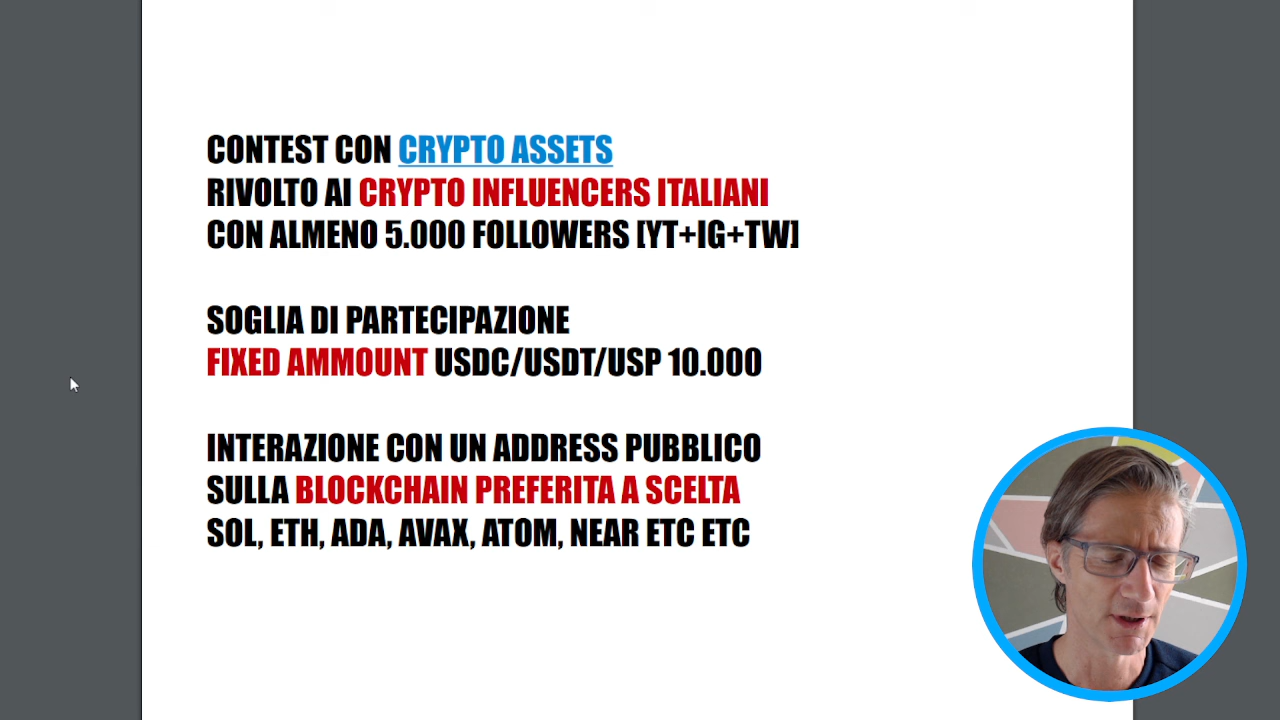 CONTEST CON CRYPTO ASSETS
RIVOLTO AI CRYPTO INFLUENCERS ITALIANI
CON ALMENO 5.000 FOLLOWERS [YT+IG+TW]
SOGLIA DI PARTECIPAZIONE
FIXED AMMOUNT USDC/USDT/USP 10.000
INTERAZIONE CON UN ADDRESS PUBBLICO
SULLA BLOCKCHAIN PREFERITA A SCELTA
SOL, ETH, ADA, AVAX, ATOM, NEAR ETC ETC